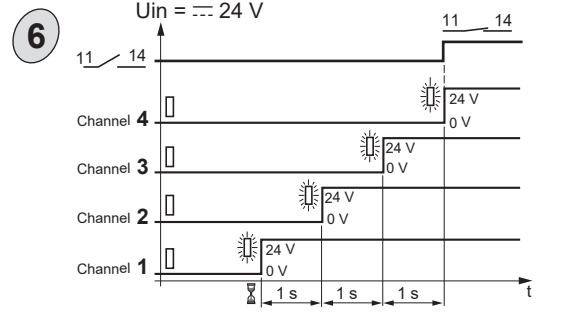 6
Uin = ⎓ 24 V
11 14
11 14
Channel 4
24 V
0 V
Channel 3
24 V
0 V
Channel 2
24 V
0 V
Channel 1
24 V
0 V
1 s 1 s 1 s
t